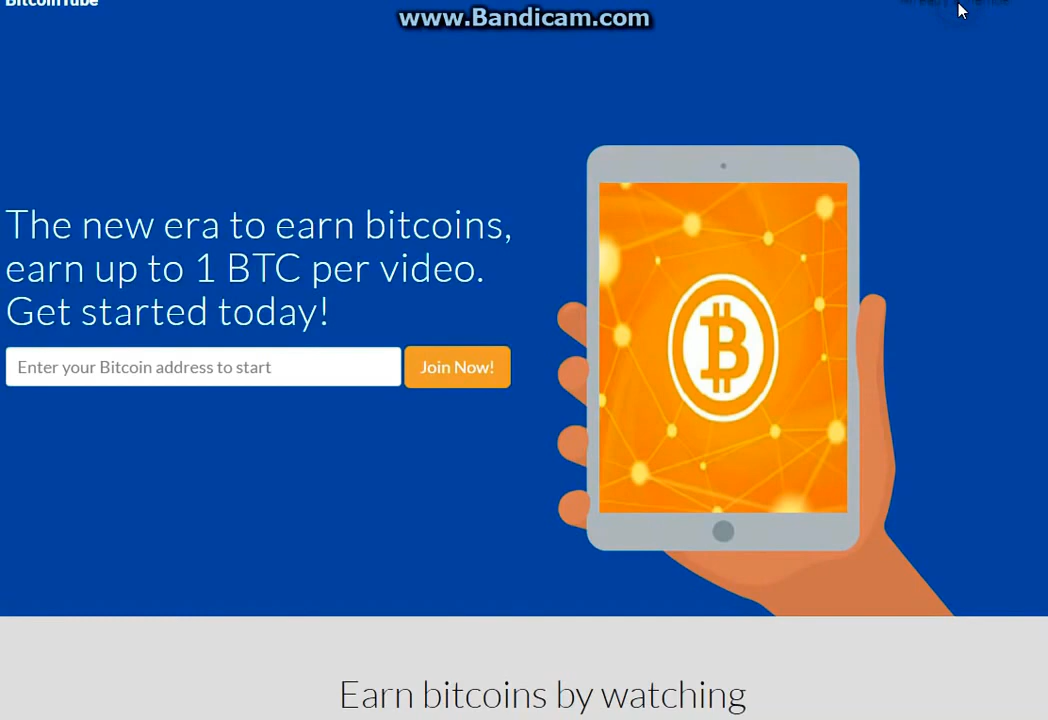 BitcoinTube
www.Bandicam.com
The new era to earn bitcoins,
earn up to 1 BTC per video.
Get started today!
Enter your Bitcoin address to start
Join Now!
Earn bitcoins by watching